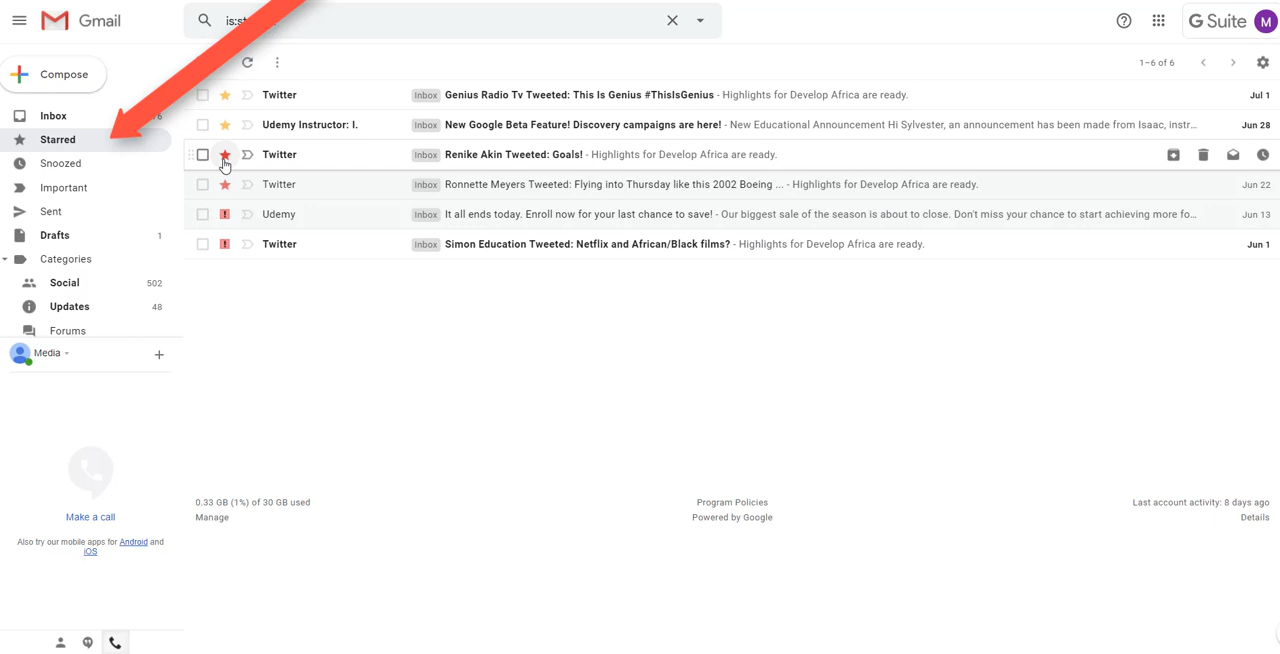 Gmail
is:st
G Suite M
Compose
1–6 of 6
Inbox 6
Starred
Snoozed
Important
Sent
Drafts 1
Categories
Social 502
Updates 48
Forums
Media
Twitter Inbox Genius Radio Tv Tweeted: This Is Genius #ThisIsGenius - Highlights for Develop Africa are ready. Jul 1
Udemy Instructor: I. Inbox New Google Beta Feature! Discovery campaigns are here! - New Educational Announcement Hi Sylvester, an announcement has been made from Isaac, instr... Jun 28
Twitter Inbox Renike Akin Tweeted: Goals! - Highlights for Develop Africa are ready.
Twitter Inbox Ronnette Meyers Tweeted: Flying into Thursday like this 2002 Boeing ... - Highlights for Develop Africa are ready. Jun 22
Udemy Inbox It all ends today. Enroll now for your last chance to save! - Our biggest sale of the season is about to close. Don't miss your chance to start achieving more fo... Jun 13
Twitter Inbox Simon Education Tweeted: Netflix and African/Black films? - Highlights for Develop Africa are ready. Jun 1
Make a call
Also try our mobile apps for Android and
iOS
0.33 GB (1%) of 30 GB used
Manage
Program Policies
Powered by Google
Last account activity: 8 days ago
Details